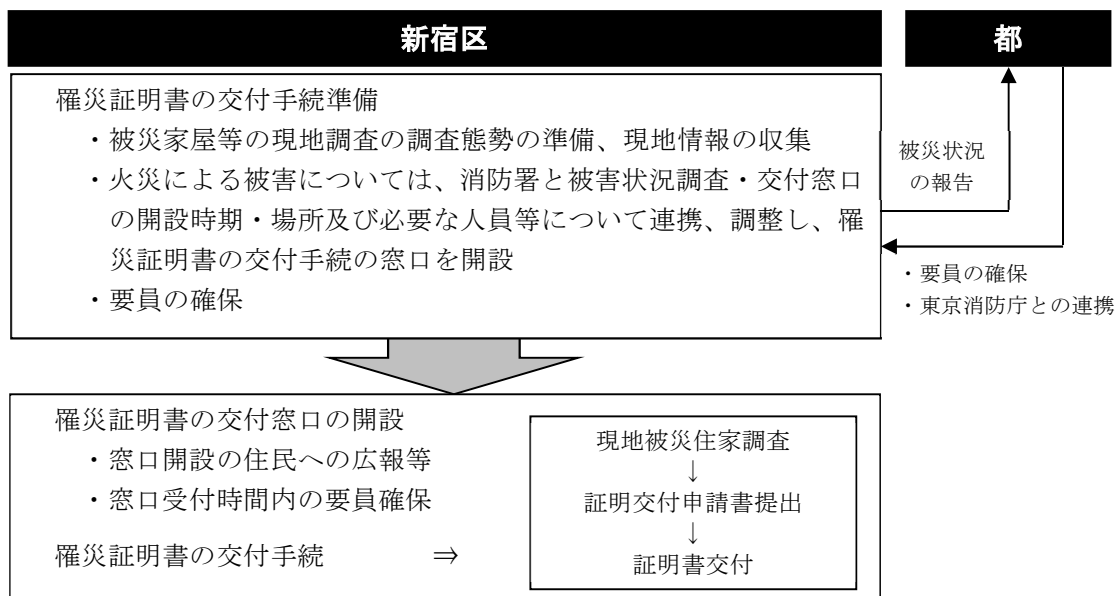 新宿区
都
罹災証明書の交付手続準備
・被災家屋等の現地調査の調査態勢の準備、現地情報の収集
・火災による被害については、消防署と被害状況調査・交付窓口
の開設時期・場所及び必要な人員等について連携、調整し、罹
災証明書の交付手続の窓口を開設
・要員の確保
被災状況
の報告
・要員の確保
・東京消防庁との連携
罹災証明書の交付窓口の開設
・窓口開設の住民への広報等
・窓口受付時間内の要員確保
罹災証明書の交付手続 ⇒
現地被災住家調査
↓
証明交付申請書提出
↓
証明書交付